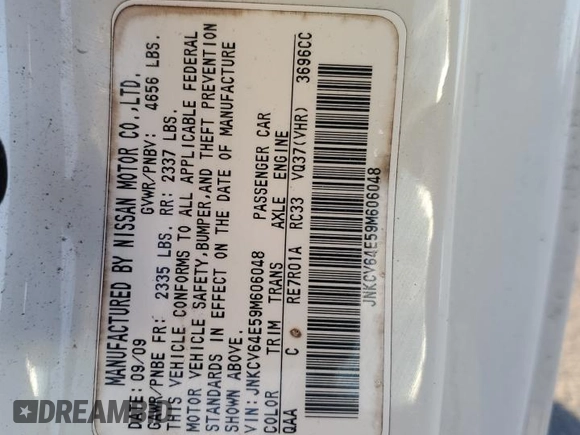 MANUFACTURED BY NISSAN MOTOR CO.,LTD.
DATE: 09/09 GVWR/PNBV: 4656 LBS.
GAWR/PNBE FR: 2335 LBS. RR: 2337 LBS.
THIS VEHICLE CONFORMS TO ALL APPLICABLE FEDERAL
MOTOR VEHICLE SAFETY,BUMPER,AND THEFT PREVENTION
STANDARDS IN EFFECT ON THE DATE OF MANUFACTURE
SHOWN ABOVE.
VIN:JNKCV64E59M606048 PASSENGER CAR
COLOR TRIM TRANS AXLE ENGINE
QAA C RE7R01A RC33 VQ37(VHR) 3696CC
JNKCV64E59M606048
DREAMBID